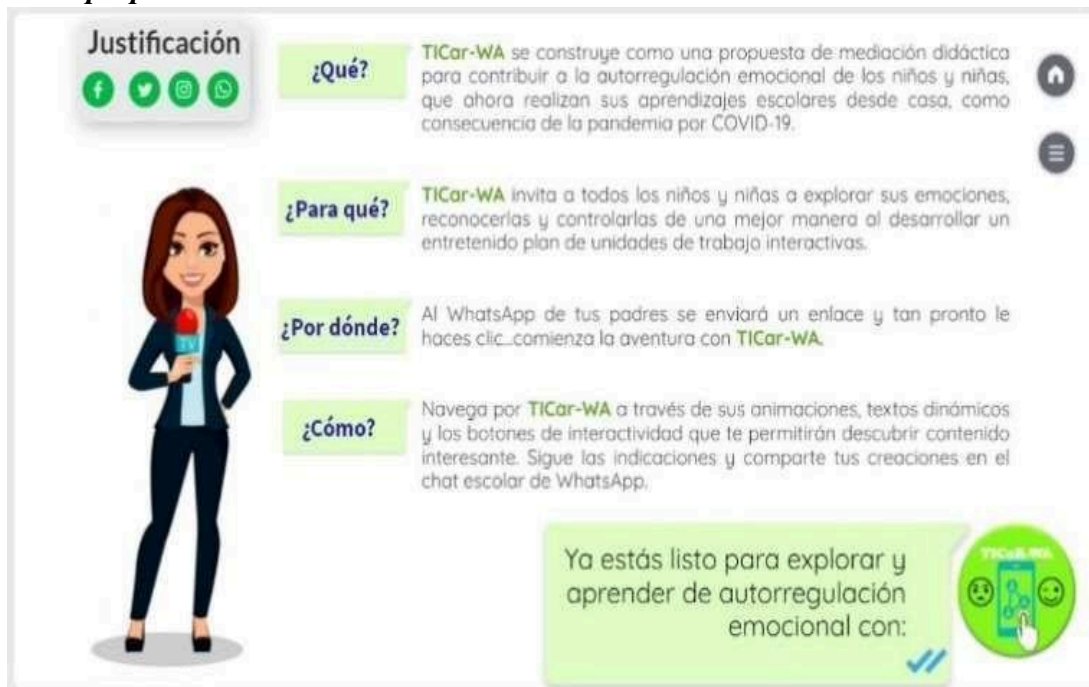 Justificación
¿Qué?
TICar-WA se construye como una propuesta de mediación didáctica
para contribuir a la autorregulación emocional de los niños y niñas,
que ahora realizan sus aprendizajes escolares desde casa, como
consecuencia de la pandemia por COVID-19.
¿Para qué?
TICar-WA invita a todos los niños y niñas a explorar sus emociones,
reconocerlas y controlarlas de una mejor manera al desarrollar un
entretenido plan de unidades de trabajo interactivas.
¿Por dónde?
Al WhatsApp de tus padres se enviará un enlace y tan pronto le
haces clic...comienza la aventura con TICar-WA.
TV
¿Cómo?
Navega por TICar-WA a través de sus animaciones, textos dinámicos
y los botones de interactividad que te permitirán descubrir contenido
interesante. Sigue las indicaciones y comparte tus creaciones en el
chat escolar de WhatsApp.
Ya estás listo para explorar y
aprender de autorregulación
emocional con:
TICaR-WA